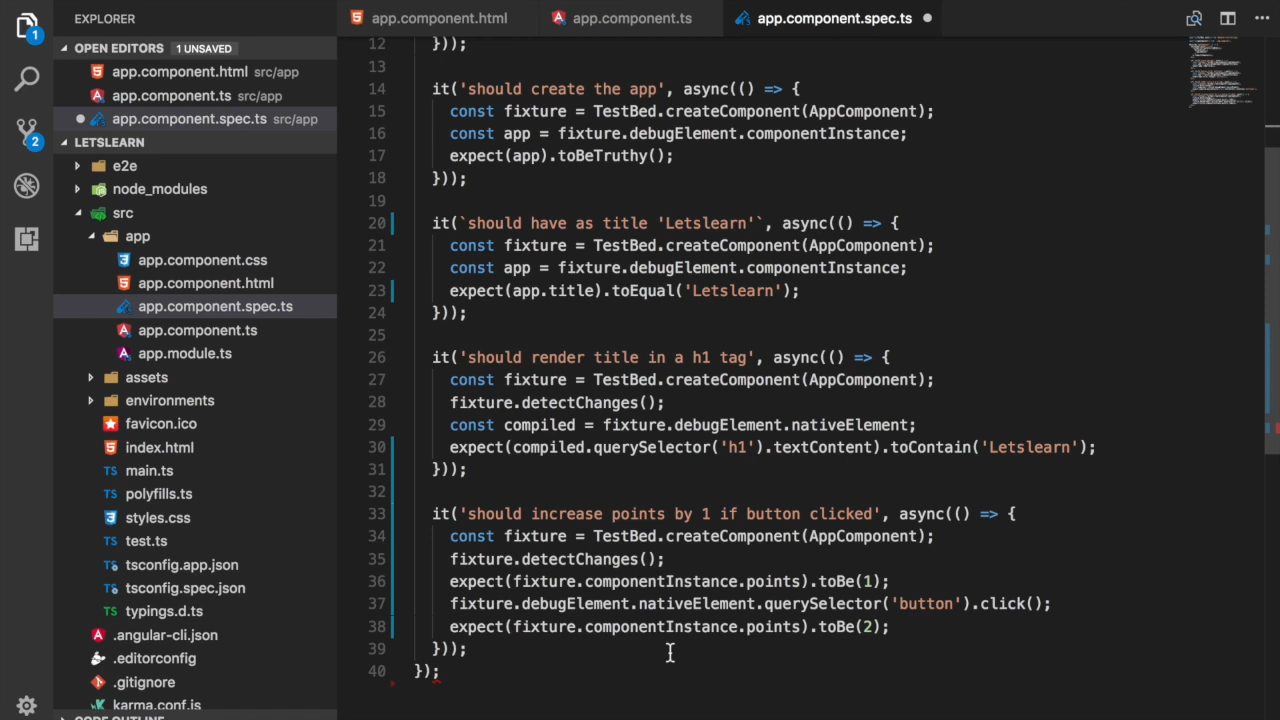 EXPLORER
OPEN EDITORS 1 UNSAVED
app.component.html src/app
app.component.ts src/app
app.component.spec.ts src/app
LETSLEARN
e2e
node_modules
src
app
app.component.css
app.component.html
app.component.spec.ts
app.component.ts
app.module.ts
assets
environments
favicon.ico
index.html
main.ts
polyfills.ts
styles.css
test.ts
tsconfig.app.json
tsconfig.spec.json
typings.d.ts
.angular-cli.json
.editorconfig
.gitignore
karma.conf.js
CODE OUTLINE
1
2
app.component.html
app.component.ts
app.component.spec.ts
12 }));
13
14 it('should create the app', async(() => {
15 const fixture = TestBed.createComponent(AppComponent);
16 const app = fixture.debugElement.componentInstance;
17 expect(app).toBeTruthy();
18 }));
19
20 it(`should have as title 'Letslearn'`, async(() => {
21 const fixture = TestBed.createComponent(AppComponent);
22 const app = fixture.debugElement.componentInstance;
23 expect(app.title).toEqual('Letslearn');
24 }));
25
26 it('should render title in a h1 tag', async(() => {
27 const fixture = TestBed.createComponent(AppComponent);
28 fixture.detectChanges();
29 const compiled = fixture.debugElement.nativeElement;
30 expect(compiled.querySelector('h1').textContent).toContain('Letslearn');
31 }));
32
33 it('should increase points by 1 if button clicked', async(() => {
34 const fixture = TestBed.createComponent(AppComponent);
35 fixture.detectChanges();
36 expect(fixture.componentInstance.points).toBe(1);
37 fixture.debugElement.nativeElement.querySelector('button').click();
38 expect(fixture.componentInstance.points).toBe(2);
39 }));
40 });